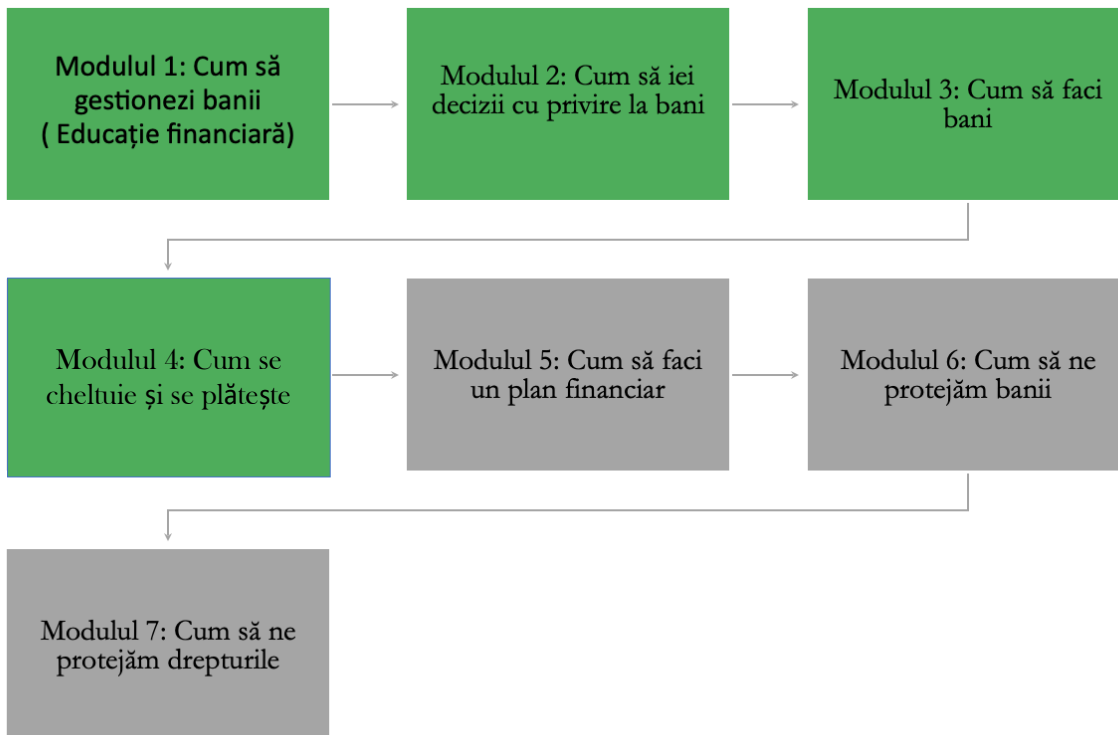 Modulul 1: Cum să
gestionezi banii
( Educație financiară)
Modulul 2: Cum să iei
decizii cu privire la bani
Modulul 3: Cum să faci
bani
Modulul 4: Cum se
cheltuie și se plătește
Modulul 5: Cum să faci
un plan financiar
Modulul 6: Cum să ne
protejăm banii
Modulul 7: Cum să ne
protejăm drepturile